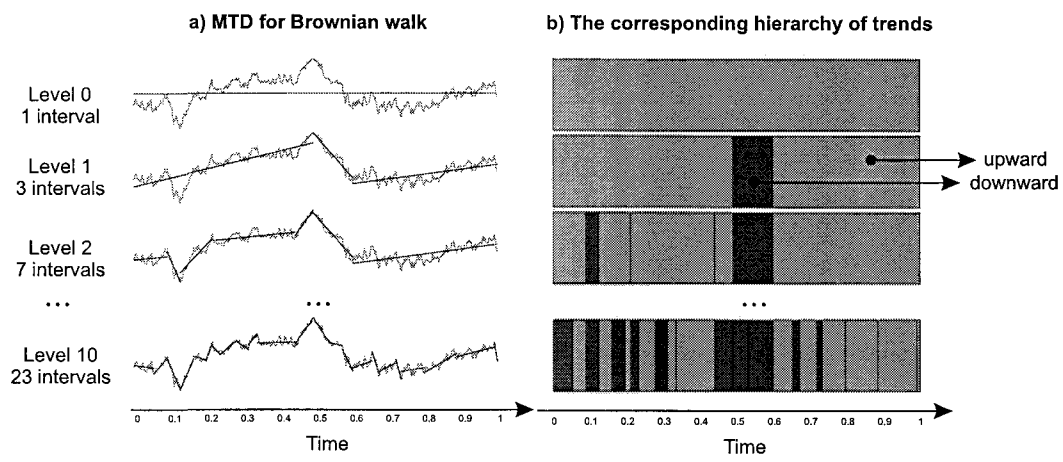 a) MTD for Brownian walk
b) The corresponding hierarchy of trends
Level 0
1 interval
Level 1
3 intervals
upward
downward
Level 2
7 intervals
... ... ...
Level 10
23 intervals
0 0.1 0.2 0.3 0.4 0.5 0.6 0.7 0.8 0.9 1
0 0.1 0.2 0.3 0.4 0.5 0.6 0.7 0.8 0.9 1
Time
Time